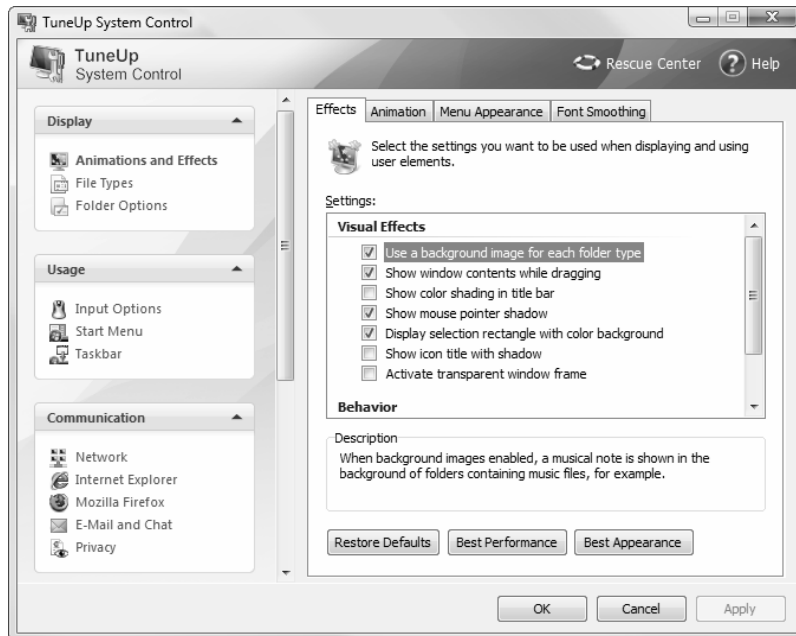 TuneUp System Control
TuneUp
System Control
Rescue Center
Help
Display
Animations and Effects
File Types
Folder Options
Usage
Input Options
Start Menu
Taskbar
Communication
Network
Internet Explorer
Mozilla Firefox
E-Mail and Chat
Privacy
Effects
Animation
Menu Appearance
Font Smoothing
Select the settings you want to be used when displaying and using
user elements.
Settings:
Visual Effects
Use a background image for each folder type
Show window contents while dragging
Show color shading in title bar
Show mouse pointer shadow
Display selection rectangle with color background
Show icon title with shadow
Activate transparent window frame
Behavior
Description
When background images enabled, a musical note is shown in the
background of folders containing music files, for example.
Restore Defaults
Best Performance
Best Appearance
OK
Cancel
Apply